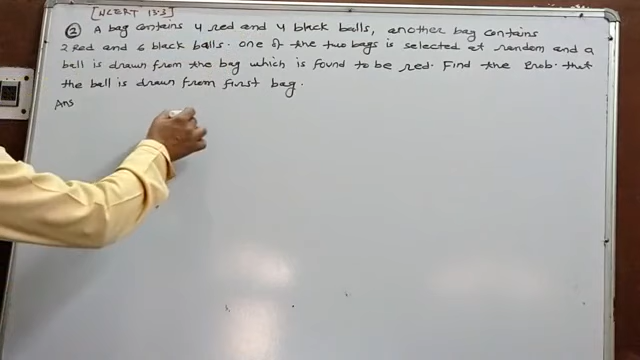 [NCERT 13.3]
② A bag contains 4 red and 4 black balls, another bag contains
2 red and 6 black balls. One of the two bags is selected at random and a
ball is drawn from the bag which is found to be red. Find the Prob. that
the ball is drawn from first bag.
Ans